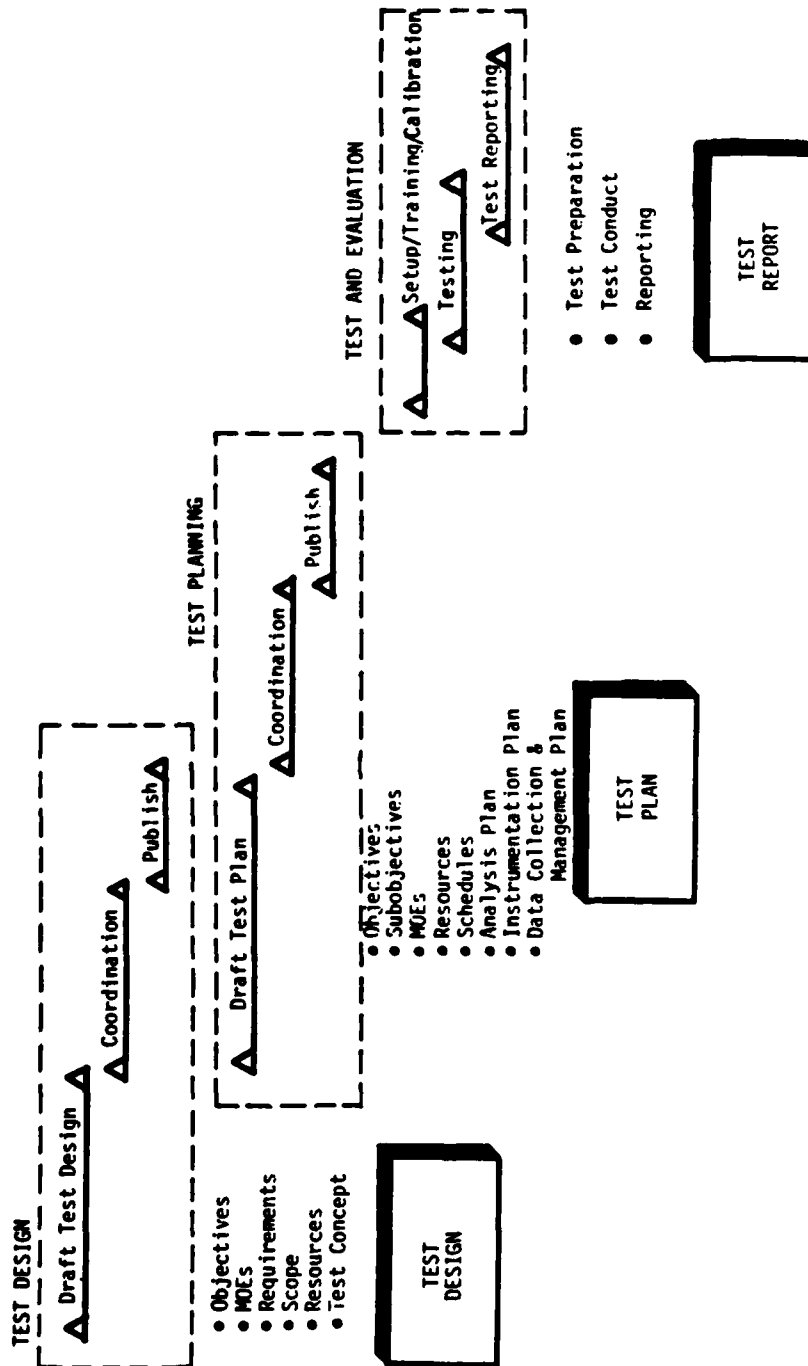 TEST DESIGN
Draft Test Design
Coordination
Publish
• Objectives
• MOEs
• Requirements
• Scope
• Resources
• Test Concept
TEST
DESIGN
TEST PLANNING
Draft Test Plan
Coordination
Publish
• Objectives
• Subobjectives
• MOEs
• Resources
• Schedules
• Analysis Plan
• Instrumentation Plan
• Data Collection &
Management Plan
TEST
PLAN
TEST AND EVALUATION
Setup/Training/Calibration
Testing
Test Reporting
• Test Preparation
• Test Conduct
• Reporting
TEST
REPORT